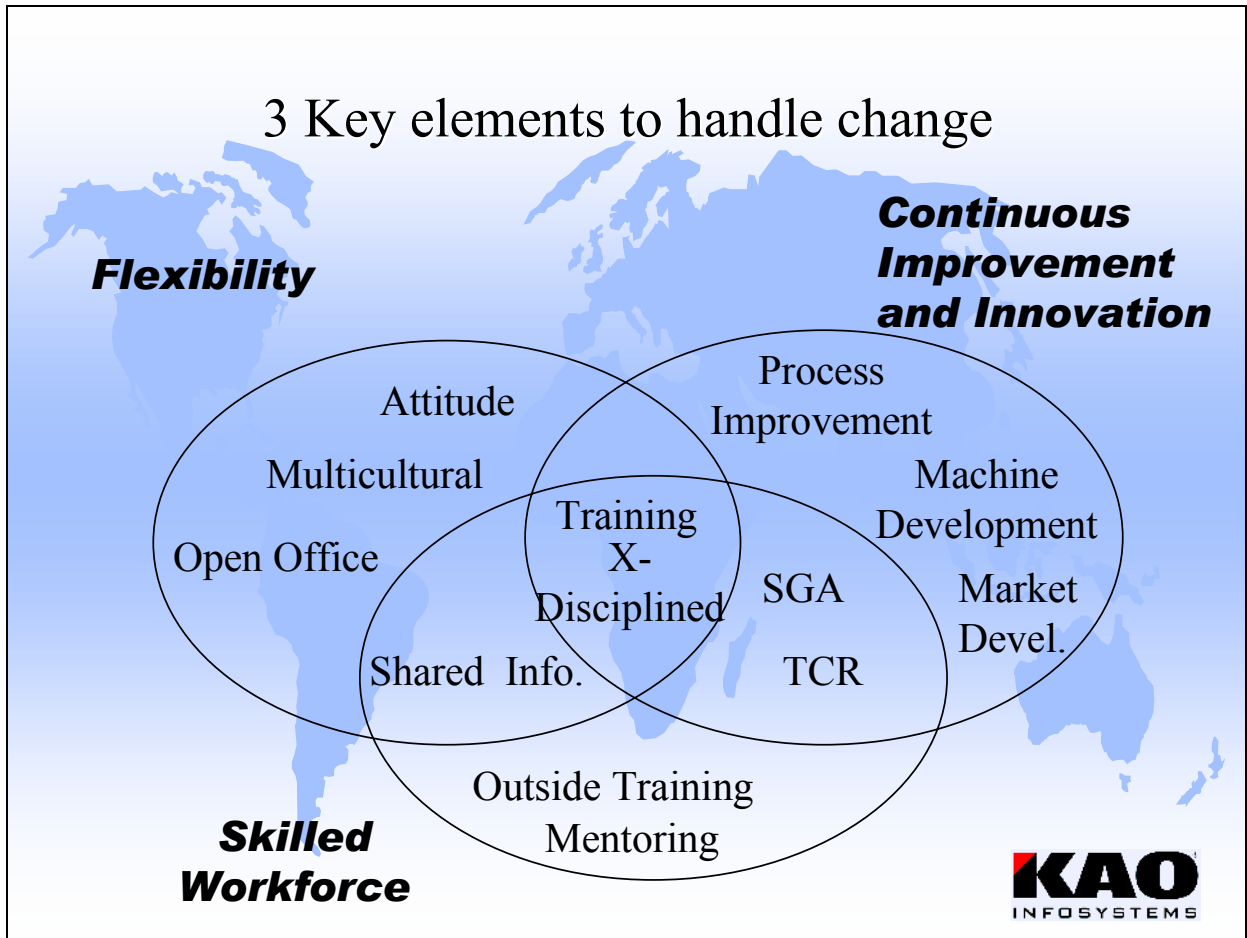 3 Key elements to handle change
Flexibility
Continuous
Improvement
and Innovation
Attitude
Multicultural
Open Office
Process
Improvement
Machine
Development
Market
Devel.
Training
X-
Disciplined
SGA
TCR
Shared Info.
Outside Training
Mentoring
Skilled
Workforce
KAO
INFOSYSTEMS